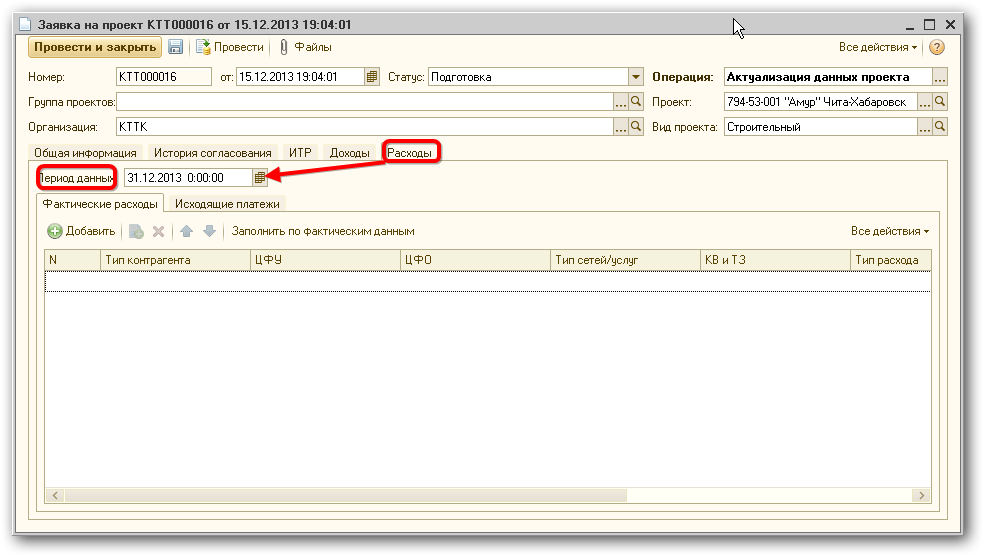 Заявка на проект КТТ000016 от 15.12.2013 19:04:01
Провести и закрыть Провести Файлы Все действия
Номер: КТТ000016 от: 15.12.2013 19:04:01 Статус: Подготовка Операция: Актуализация данных проекта
Группа проектов: Проект: 794-53-001 "Амур" Чита-Хабаровск
Организация: КТТК Вид проекта: Строительный
Общая информация История согласования ИТР Доходы Расходы
Период данных 31.12.2013 0:00:00
Фактические расходы Исходящие платежи
Добавить Заполнить по фактическим данным Все действия
N Тип контрагента ЦФУ ЦФО Тип сетей/услуг КВ и ТЗ Тип расхода